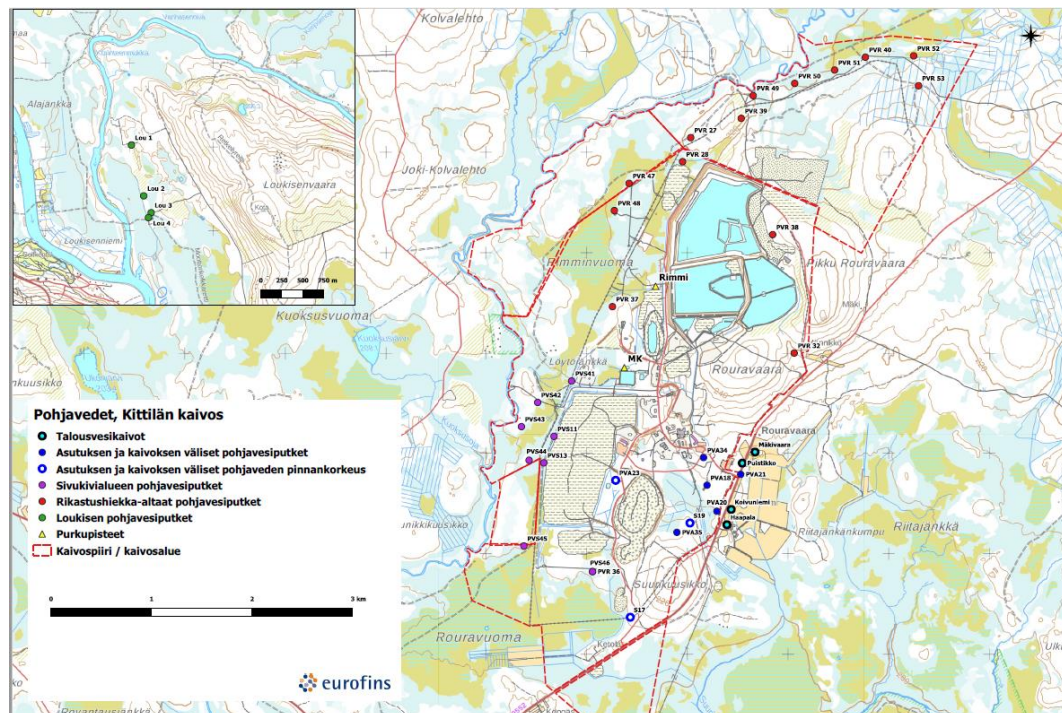 Alajänkkä
Lou 1
Lou 2
Lou 3
Lou 4
Loukisenvaara
Kota
Loukisenniemi
0 250 500 750 m
Kolvalehto
Joki-Kolvalehto
Kuoksusvuoma
PVR 40
PVR 52
PVR 51
PVR 50
PVR 53
PVR 49
PVR 39
PVR 27
PVR 28
PVR 47
PVR 48
PVR 38
Rimminvuoma
Rimmi
Pikku Rouravaara
Mäki
PVR 37
PVR 32
Löytöjänkkä
MK
Rouravaara
PVS41
PVS42
PVS43
PVS11
Rouravaara
Mäkivaara
PVS44
PVS13
PVA34
Puistikko
PVA23
PVA18
PVA21
PVA20
Koivuniemi
S19
Haapala
PVA35
Riitajänkänkumpu
Riitajänkkä
PVS45
PVS46
PVR 36
Suunkuusikko
S17
Rouravuoma
Pohjavedet, Kittilän kaivos
Talousvesikaivot
Asutuksen ja kaivoksen väliset pohjavesiputket
Asutuksen ja kaivoksen väliset pohjaveden pinnankorkeus
Sivukivialueen pohjavesiputket
Rikastushiekka-altaat pohjavesiputket
Loukisen pohjavesiputket
Purkupisteet
Kaivospiiri / kaivosalue
0 1 2 3 km
eurofins